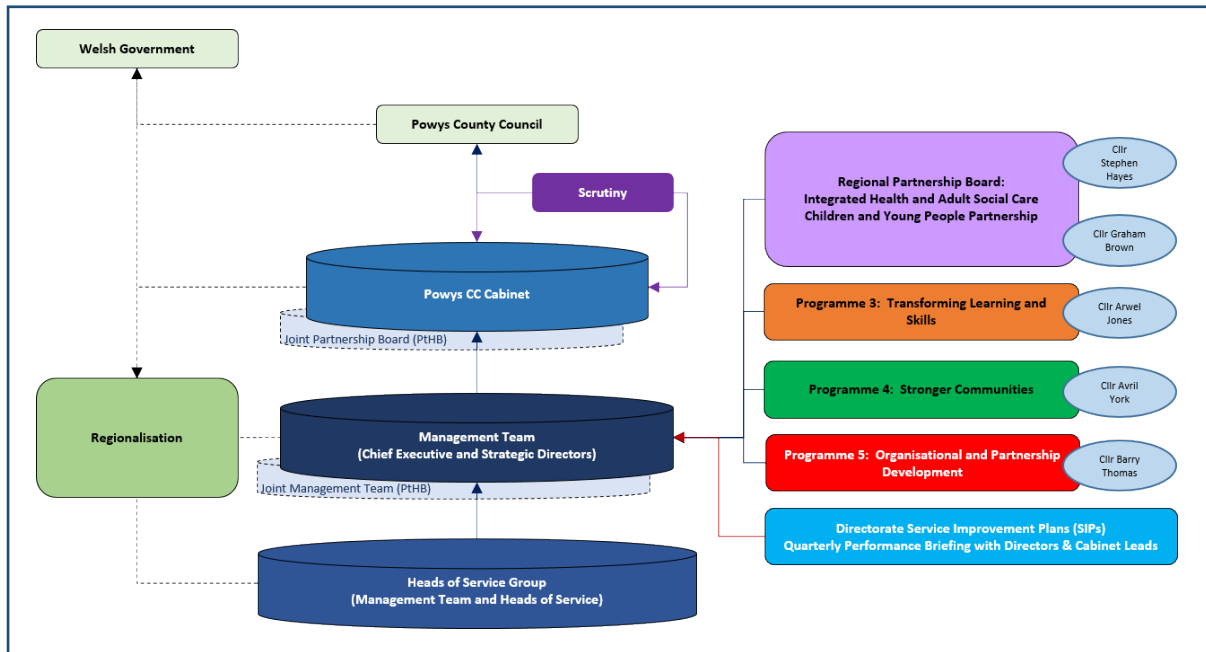 Welsh Government
Powys County Council
Scrutiny
Powys CC Cabinet
Joint Partnership Board (PtHB)
Regionalisation
Management Team
(Chief Executive and Strategic Directors)
Joint Management Team (PtHB)
Heads of Service Group
(Management Team and Heads of Service)
Regional Partnership Board:
Integrated Health and Adult Social Care
Children and Young People Partnership
Cllr
Stephen
Hayes
Cllr Graham
Brown
Programme 3:  Transforming Learning and
Skills
Cllr Arwel
Jones
Programme 4:  Stronger Communities
Cllr Avril
York
Programme 5:  Organisational and Partnership
Development
Cllr Barry
Thomas
Directorate Service Improvement Plans (SIPs)
Quarterly Performance Briefing with Directors & Cabinet Leads